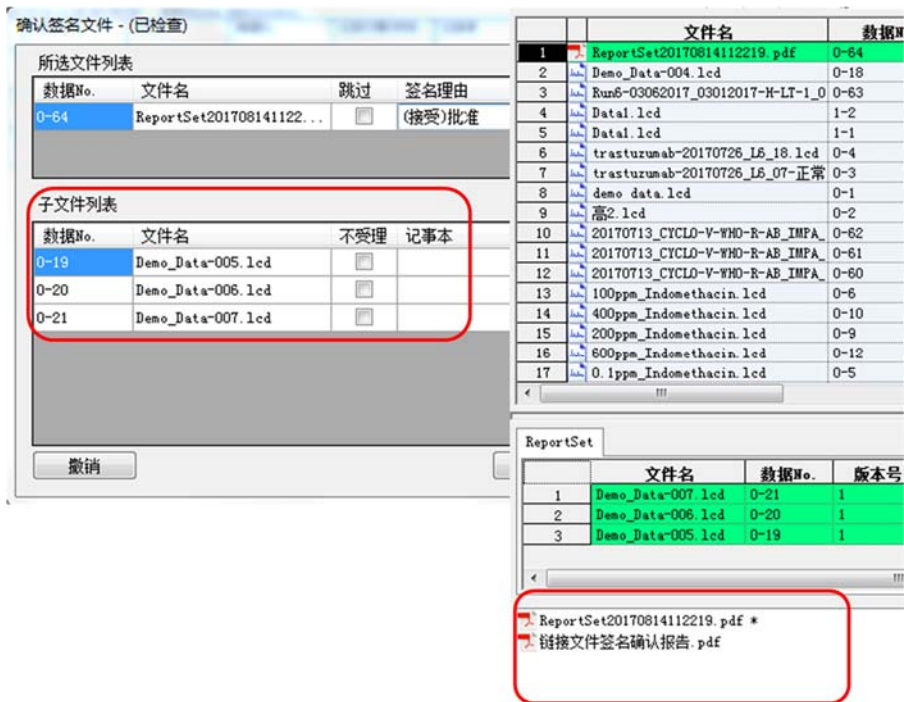 确认签名文件 - (已检查)
所选文件列表
数据No. 文件名 跳过 签名理由
0-64 ReportSet201708141122... (接受)批准
子文件列表
数据No. 文件名 不受理 记事本
0-19 Demo_Data-005.lcd
0-20 Demo_Data-006.lcd
0-21 Demo_Data-007.lcd
撤销
文件名
1 ReportSet20170814112219.pdf 0-64
2 Demo_Data-004.lcd 0-18
3 Run6-03062017_03012017-H-LT-1_0 0-63
4 Data1.lcd 1-2
5 Data1.lcd 1-1
6 trastuzumab-20170726_L6_18.lcd 0-4
7 trastuzumab-20170726_L6_07-正常 0-3
8 demo data.lcd 0-1
9 高2.lcd 0-2
10 20170713_CYCLO-V-WHO-R-AB_IMPA_ 0-62
11 20170713_CYCLO-V-WHO-R-AB_IMPA_ 0-61
12 20170713_CYCLO-V-WHO-R-AB_IMPA_ 0-60
13 100ppm_Indomethacin.lcd 0-6
14 400ppm_Indomethacin.lcd 0-10
15 200ppm_Indomethacin.lcd 0-9
16 600ppm_Indomethacin.lcd 0-12
17 0.1ppm_Indomethacin.lcd 0-5
ReportSet
文件名 数据No. 版本号
1 Demo_Data-007.lcd 0-21 1
2 Demo_Data-006.lcd 0-20 1
3 Demo_Data-005.lcd 0-19 1
ReportSet20170814112219.pdf *
链接文件签名确认报告.pdf